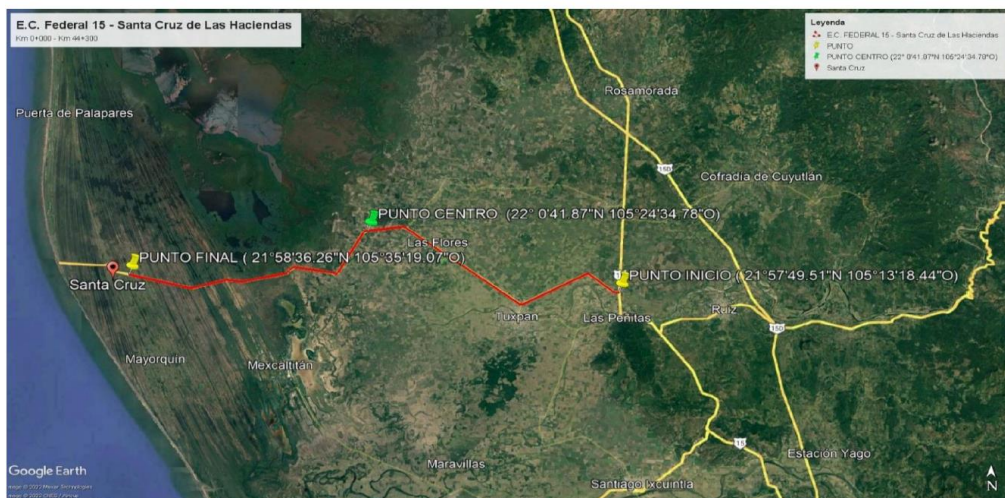 E.C. Federal 15 - Santa Cruz de Las Haciendas
Km 0+000 - Km 44+300
Leyenda
E.C. FEDERAL 15 - Santa Cruz de Las Haciendas
PUNTO
PUNTO CENTRO (22° 0'41.87"N 105°24'34.78"O)
Santa Cruz
Rosamorada
Puerta de Palapares
150
Cofradia de Cuyutlán
PUNTO CENTRO (22° 0'41.87"N 105°24'34.78"O)
Las Flores
PUNTO FINAL ( 21°58'36.26"N 105°35'19.07"O)
PUNTO INICIO ( 21°57'49.51"N 105°13'18.44"O)
Santa Cruz
Ruiz
Tuxpan
Las Peñitas
150
Mayorquín
Mexcaltitán
15
Estación Yago
Maravillas
Google Earth
Santiago Ixcuintla
N